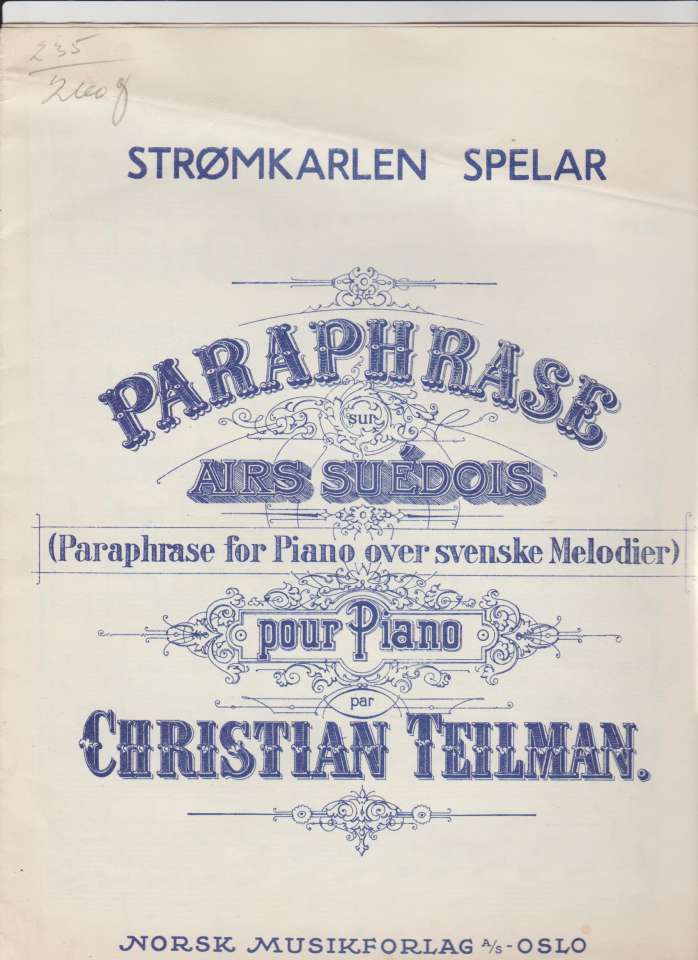 235
STRØMKARLEN SPELAR
PARAPHRASE
sur
AIRS SUÉDOIS
(Paraphrase for Piano over svenske Melodier)
pour Piano
par
CHRISTIAN TEILMAN.
NORSK MUSIKFORLAG A/S - OSLO